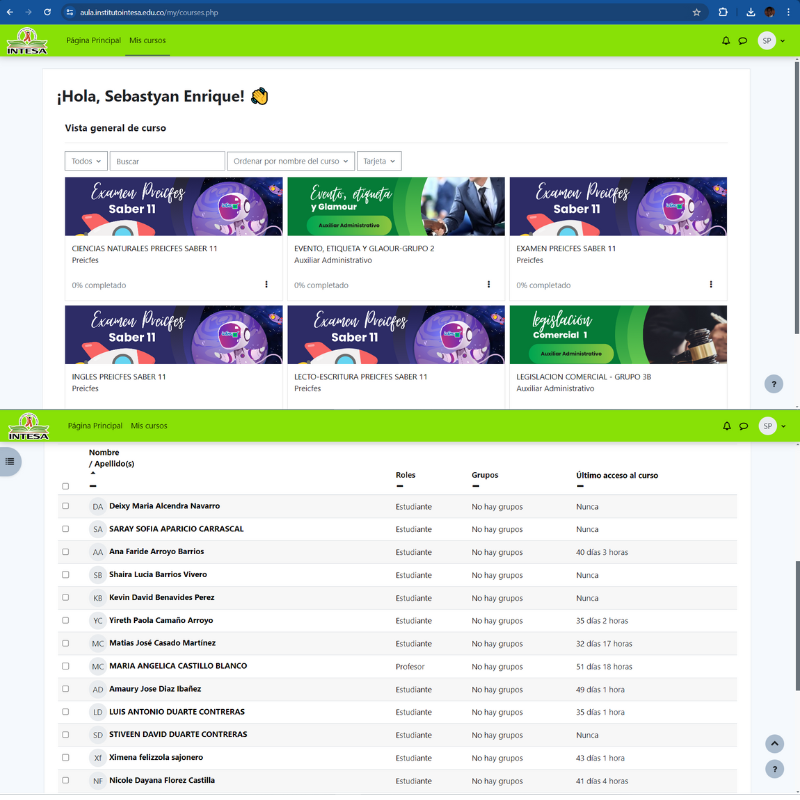 aula.institutointesa.edu.co/my/courses.php
INTESA
Página Principal
Mis cursos
SP
¡Hola, Sebastyan Enrique!
Vista general de curso
Todos
Buscar
Ordenar por nombre del curso
Tarjeta
Examen Preicfes
Saber 11
CIENCIAS NATURALES PREICFES SABER 11
Preicfes
0% completado
Evento, etiqueta
y Glamour
Auxiliar Administrativo
EVENTO, ETIQUETA Y GLAOUR-GRUPO 2
Auxiliar Administrativo
0% completado
Examen Preicfes
Saber 11
EXAMEN PREICFES SABER 11
Preicfes
0% completado
Examen Preicfes
Saber 11
INGLES PREICFES SABER 11
Preicfes
Examen Preicfes
Saber 11
LECTO-ESCRITURA PREICFES SABER 11
Preicfes
legislación
Comercial 1
Auxiliar Administrativo
LEGISLACION COMERCIAL - GRUPO 3B
Auxiliar Administrativo
?
INTESA
Página Principal
Mis cursos
SP
Nombre
/ Apellido(s)
Roles
Grupos
Último acceso al curso
DA Deixy Maria Alcendra Navarro Estudiante No hay grupos Nunca
SA SARAY SOFIA APARICIO CARRASCAL Estudiante No hay grupos Nunca
AA Ana Faride Arroyo Barrios Estudiante No hay grupos 40 días 3 horas
SB Shaira Lucia Barrios Vivero Estudiante No hay grupos Nunca
KB Kevin David Benavides Perez Estudiante No hay grupos Nunca
YC Yireth Paola Camaño Arroyo Estudiante No hay grupos 35 días 2 horas
MC Matias José Casado Martínez Estudiante No hay grupos 32 días 17 horas
MC MARIA ANGELICA CASTILLO BLANCO Profesor No hay grupos 51 días 18 horas
AD Amaury Jose Diaz Ibañez Estudiante No hay grupos 49 días 1 hora
LD LUIS ANTONIO DUARTE CONTRERAS Estudiante No hay grupos 35 días 1 hora
SD STIVEEN DAVID DUARTE CONTRERAS Estudiante No hay grupos Nunca
Xf Ximena felizzola sajonero Estudiante No hay grupos 43 días 1 hora
NF Nicole Dayana Florez Castilla Estudiante No hay grupos 41 días 4 horas
?